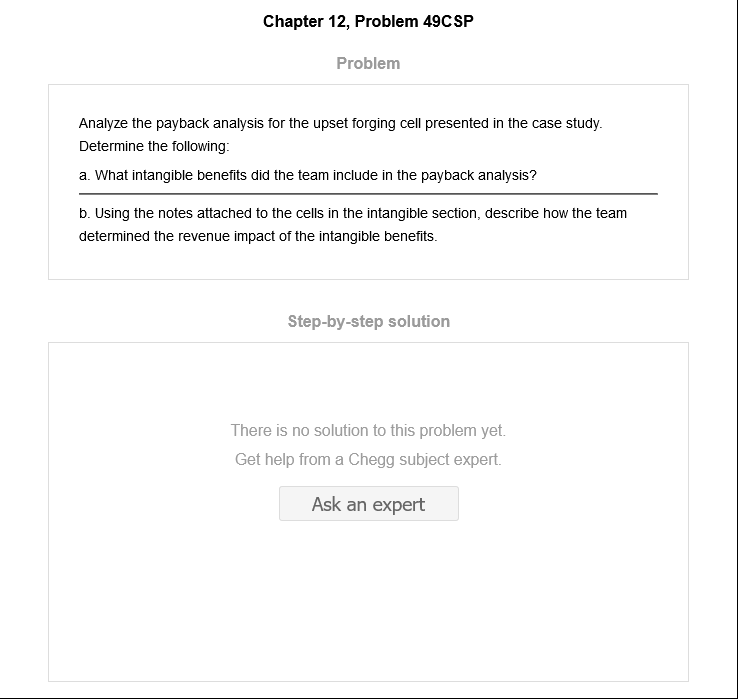 Chapter 12, Problem 49CSP
Problem
Analyze the payback analysis for the upset forging cell presented in the case study.
Determine the following:
a. What intangible benefits did the team include in the payback analysis?
b. Using the notes attached to the cells in the intangible section, describe how the team
determined the revenue impact of the intangible benefits.
Step-by-step solution
There is no solution to this problem yet.
Get help from a Chegg subject expert.
Ask an expert